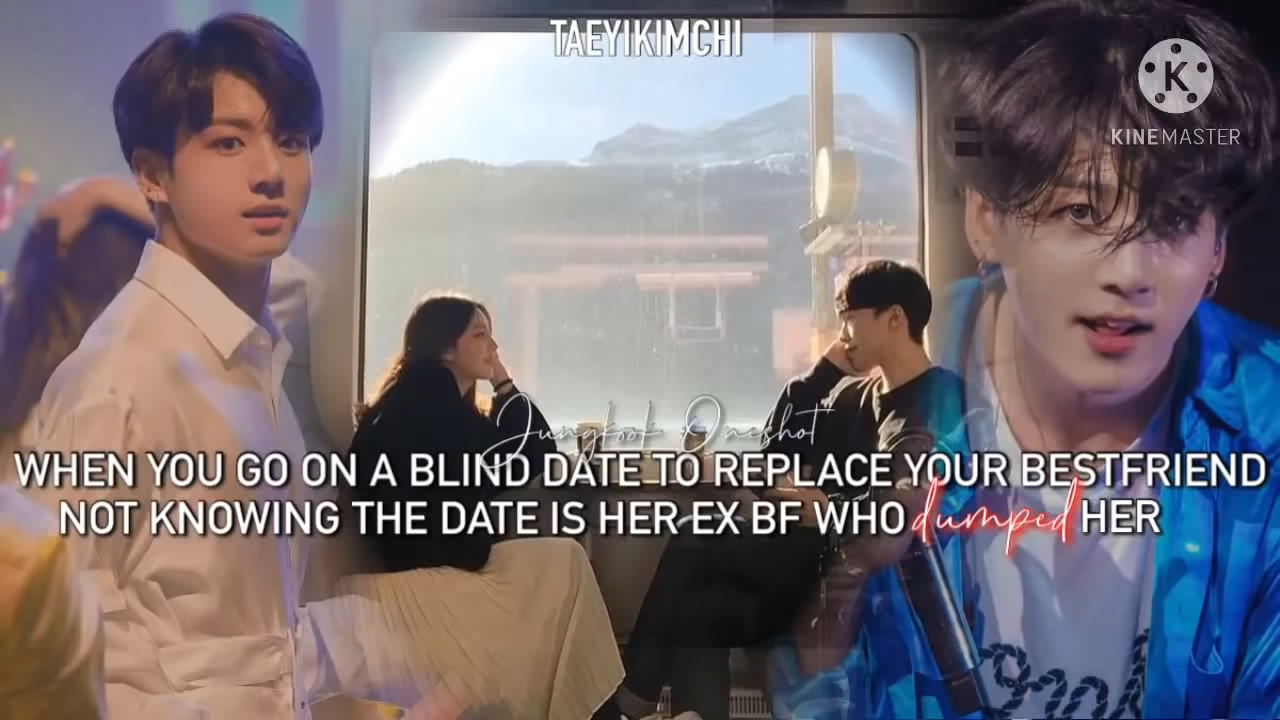 TAEYIKIMCHI
K
KINEMASTER
Jungkook Oneshot
WHEN YOU GO ON A BLIND DATE TO REPLACE YOUR BESTFRIEND
NOT KNOWING THE DATE IS HER EX BF WHO dumped HER